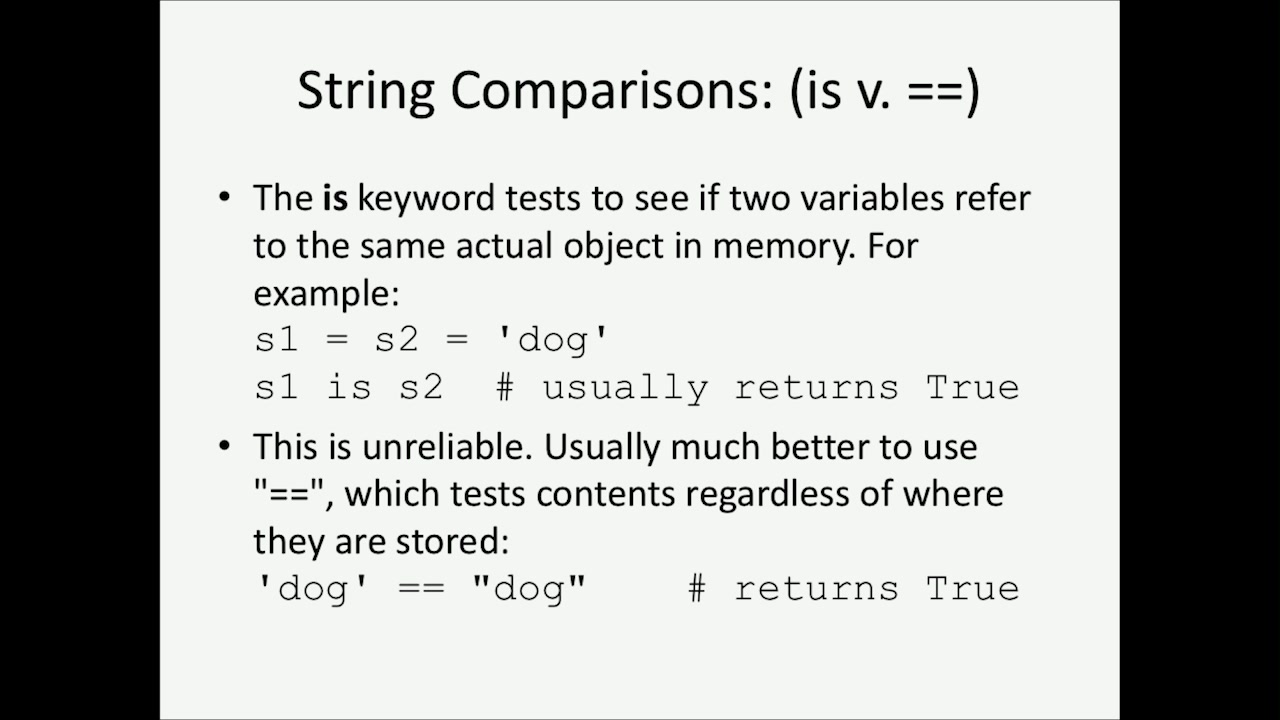 String Comparisons: (is v. ==)
• The is keyword tests to see if two variables refer
to the same actual object in memory. For
example:
s1 = s2 = 'dog'
s1 is s2  # usually returns True
• This is unreliable. Usually much better to use
"==", which tests contents regardless of where
they are stored:
'dog' == "dog"    # returns True